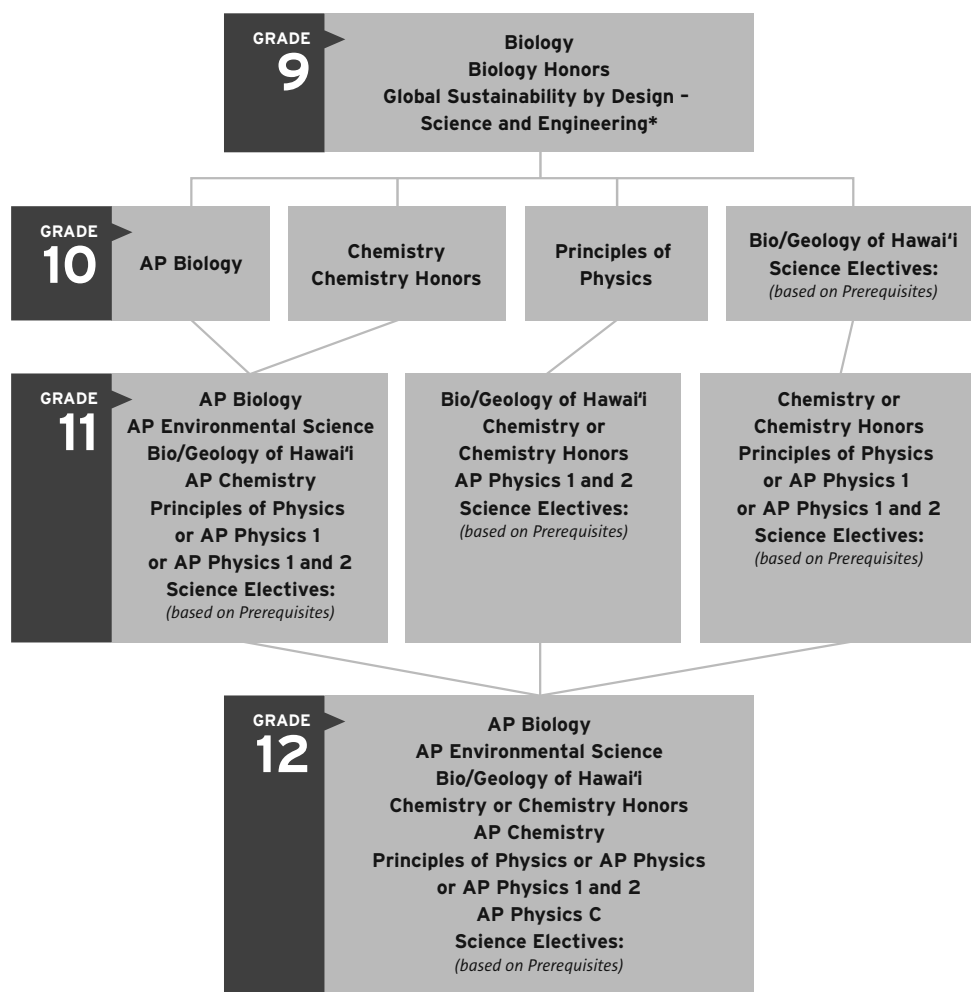 GRADE
9
Biology
Biology Honors
Global Sustainability by Design –
Science and Engineering*
GRADE
10
AP Biology
Chemistry
Chemistry Honors
Principles of
Physics
Bio/Geology of Hawai‘i
Science Electives:
(based on Prerequisites)
GRADE
11
AP Biology
AP Environmental Science
Bio/Geology of Hawai‘i
AP Chemistry
Principles of Physics
or AP Physics 1
or AP Physics 1 and 2
Science Electives:
(based on Prerequisites)
Bio/Geology of Hawai‘i
Chemistry or
Chemistry Honors
AP Physics 1 and 2
Science Electives:
(based on Prerequisites)
Chemistry or
Chemistry Honors
Principles of Physics
or AP Physics 1
or AP Physics 1 and 2
Science Electives:
(based on Prerequisites)
GRADE
12
AP Biology
AP Environmental Science
Bio/Geology of Hawai‘i
Chemistry or Chemistry Honors
AP Chemistry
Principles of Physics or AP Physics
or AP Physics 1 and 2
AP Physics C
Science Electives:
(based on Prerequisites)